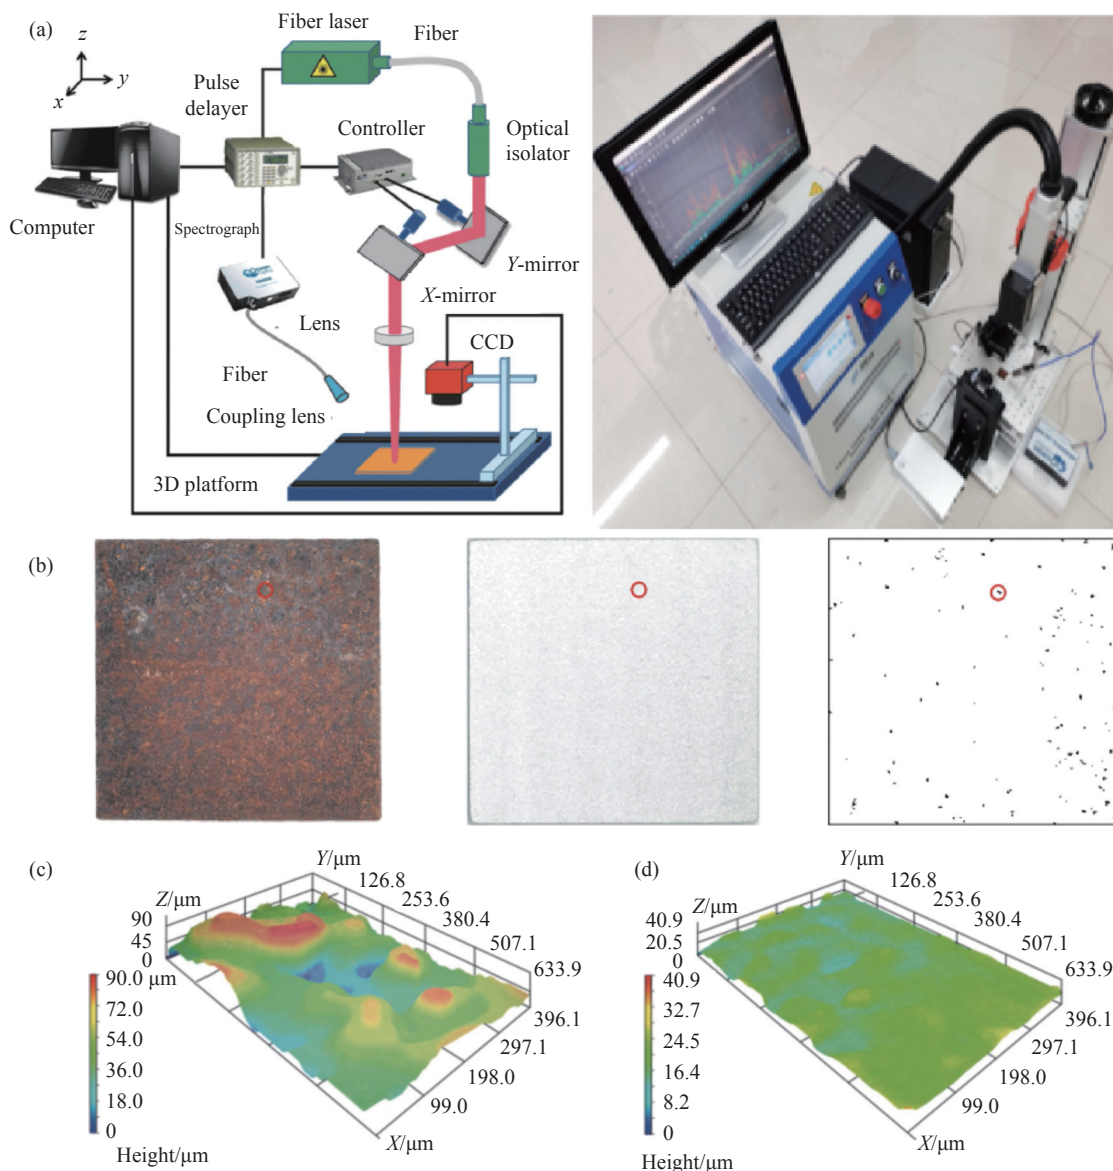 (a)
z
y
x
Fiber laser
Fiber
Pulse
delayer
Controller
Optical
isolator
Computer
Spectrograph
Y-mirror
X-mirror
Lens
CCD
Fiber
Coupling lens
3D platform
(b)
(c)
Y/μm
126.8
253.6
380.4
507.1
633.9
Z/μm
90
45
0
90.0 μm
72.0
54.0
36.0
18.0
0
Height/μm
396.1
297.1
198.0
99.0
X/μm
(d)
Y/μm
126.8
253.6
380.4
507.1
633.9
Z/μm
40.9
20.5
0
40.9
32.7
24.5
16.4
8.2
0
Height/μm
396.1
297.1
198.0
99.0
X/μm